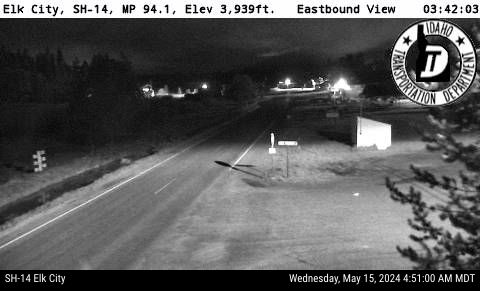 Elk City, SH-14, MP 94.1, Elev 3,939ft. Eastbound View 03:42:03
IDAHO
TRANSPORTATION DEPARTMENT
SH-14 Elk City Wednesday, May 15, 2024 4:51:00 AM MDT